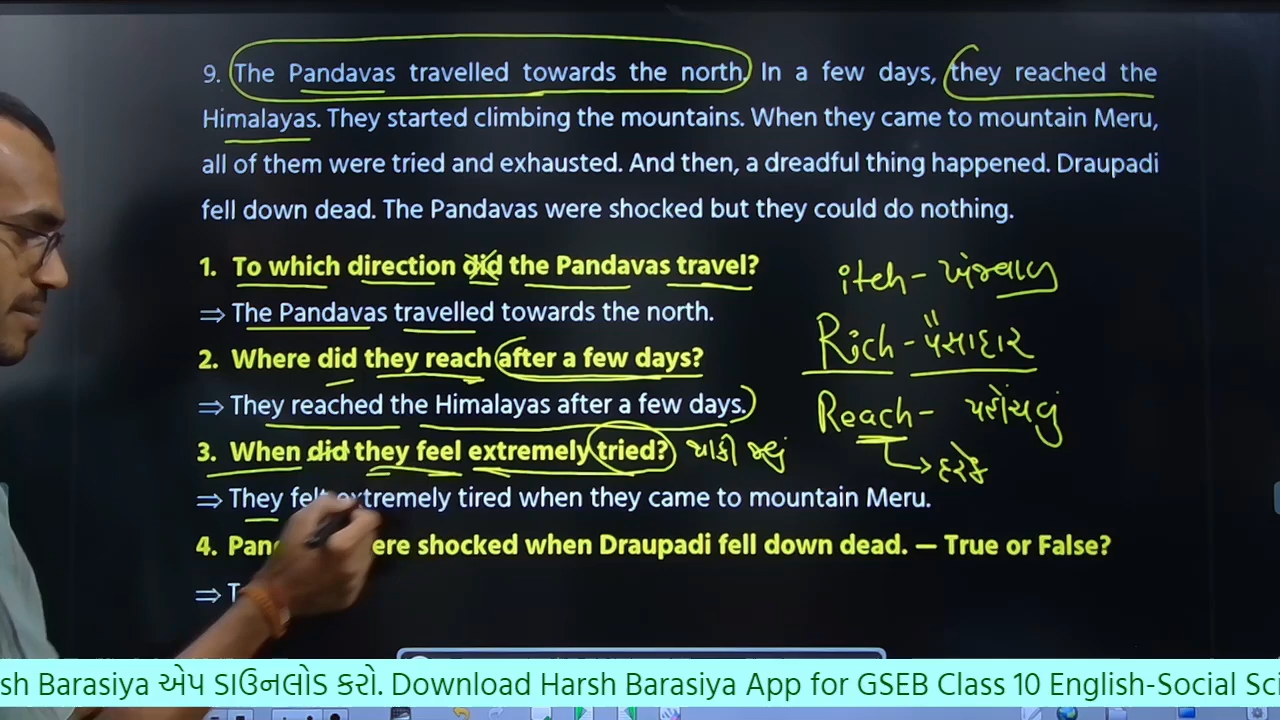 9. The Pandavas travelled towards the north. In a few days, they reached the
Himalayas. They started climbing the mountains. When they came to mountain Meru,
all of them were tried and exhausted. And then, a dreadful thing happened. Draupadi
fell down dead. The Pandavas were shocked but they could do nothing.
1. To which direction did the Pandavas travel?
⇒ The Pandavas travelled towards the north.
2. Where did they reach after a few days?
⇒ They reached the Himalayas after a few days.
3. When did they feel extremely tried?
⇒ They felt extremely tired when they came to mountain Meru.
4. Pan ere shocked when Draupadi fell down dead. — True or False?
⇒ T
itch - ખંજવાળ
Rich - પૈસાદાર
Reach - પહોંચવું
દરેક
થાકી જવું
sh Barasiya એપ ડાઉનલોડ કરો. Download Harsh Barasiya App for GSEB Class 10 English-Social Sci